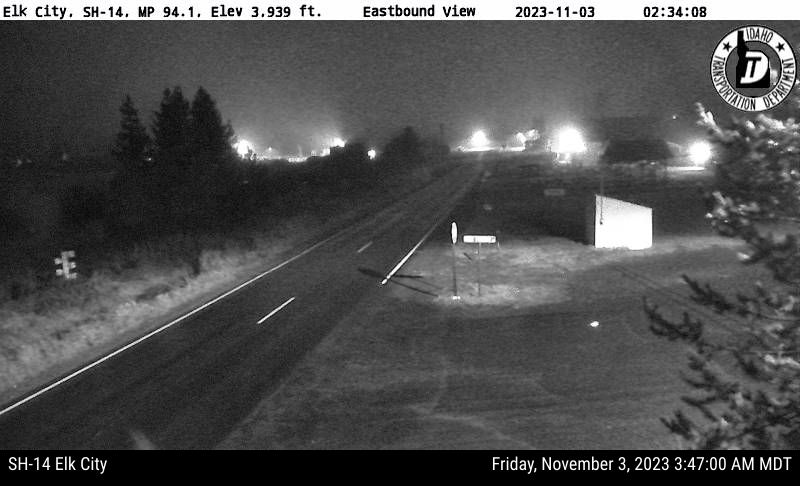 Elk City, SH-14, MP 94.1, Elev 3,939 ft. Eastbound View 2023-11-03 02:34:08
IDAHO TRANSPORTATION DEPARTMENT
SH-14 Elk City Friday, November 3, 2023 3:47:00 AM MDT